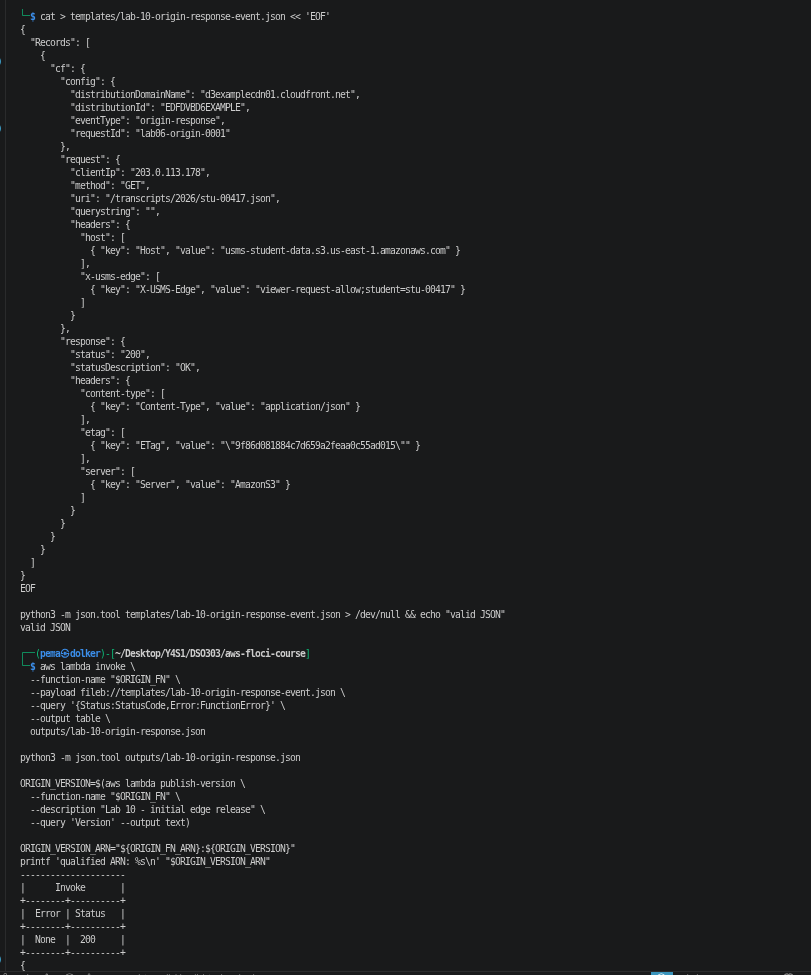 └─$ cat > templates/lab-10-origin-response-event.json << 'EOF'
{
  "Records": [
    {
      "cf": {
        "config": {
          "distributionDomainName": "d3examplecdn01.cloudfront.net",
          "distributionId": "EDFDVBD6EXAMPLE",
          "eventType": "origin-response",
          "requestId": "lab06-origin-0001"
        },
        "request": {
          "clientIp": "203.0.113.178",
          "method": "GET",
          "uri": "/transcripts/2026/stu-00417.json",
          "querystring": "",
          "headers": {
            "host": [
              { "key": "Host", "value": "usms-student-data.s3.us-east-1.amazonaws.com" }
            ],
            "x-usms-edge": [
              { "key": "X-USMS-Edge", "value": "viewer-request-allow;student=stu-00417" }
            ]
          }
        },
        "response": {
          "status": "200",
          "statusDescription": "OK",
          "headers": {
            "content-type": [
              { "key": "Content-Type", "value": "application/json" }
            ],
            "etag": [
              { "key": "ETag", "value": "\"9f86d081884c7d659a2feaa0c55ad015\"" }
            ],
            "server": [
              { "key": "Server", "value": "AmazonS3" }
            ]
          }
        }
      }
    }
  ]
}
EOF

python3 -m json.tool templates/lab-10-origin-response-event.json > /dev/null && echo "valid JSON"
valid JSON

┌──(pema㉿dolker)-[~/Desktop/Y4S1/DSO303/aws-floci-course]
└─$ aws lambda invoke \
  --function-name "$ORIGIN_FN" \
  --payload fileb://templates/lab-10-origin-response-event.json \
  --query '{Status:StatusCode,Error:FunctionError}' \
  --output table \
  outputs/lab-10-origin-response.json

python3 -m json.tool outputs/lab-10-origin-response.json

ORIGIN_VERSION=$(aws lambda publish-version \
  --function-name "$ORIGIN_FN" \
  --description "Lab 10 - initial edge release" \
  --query 'Version' --output text)

ORIGIN_VERSION_ARN="${ORIGIN_FN_ARN}:${ORIGIN_VERSION}"
printf 'qualified ARN: %s\n' "$ORIGIN_VERSION_ARN"
---------------------
|      Invoke       |
+--------+----------+
|  Error | Status   |
+--------+----------+
|  None  |  200     |
+--------+----------+
{